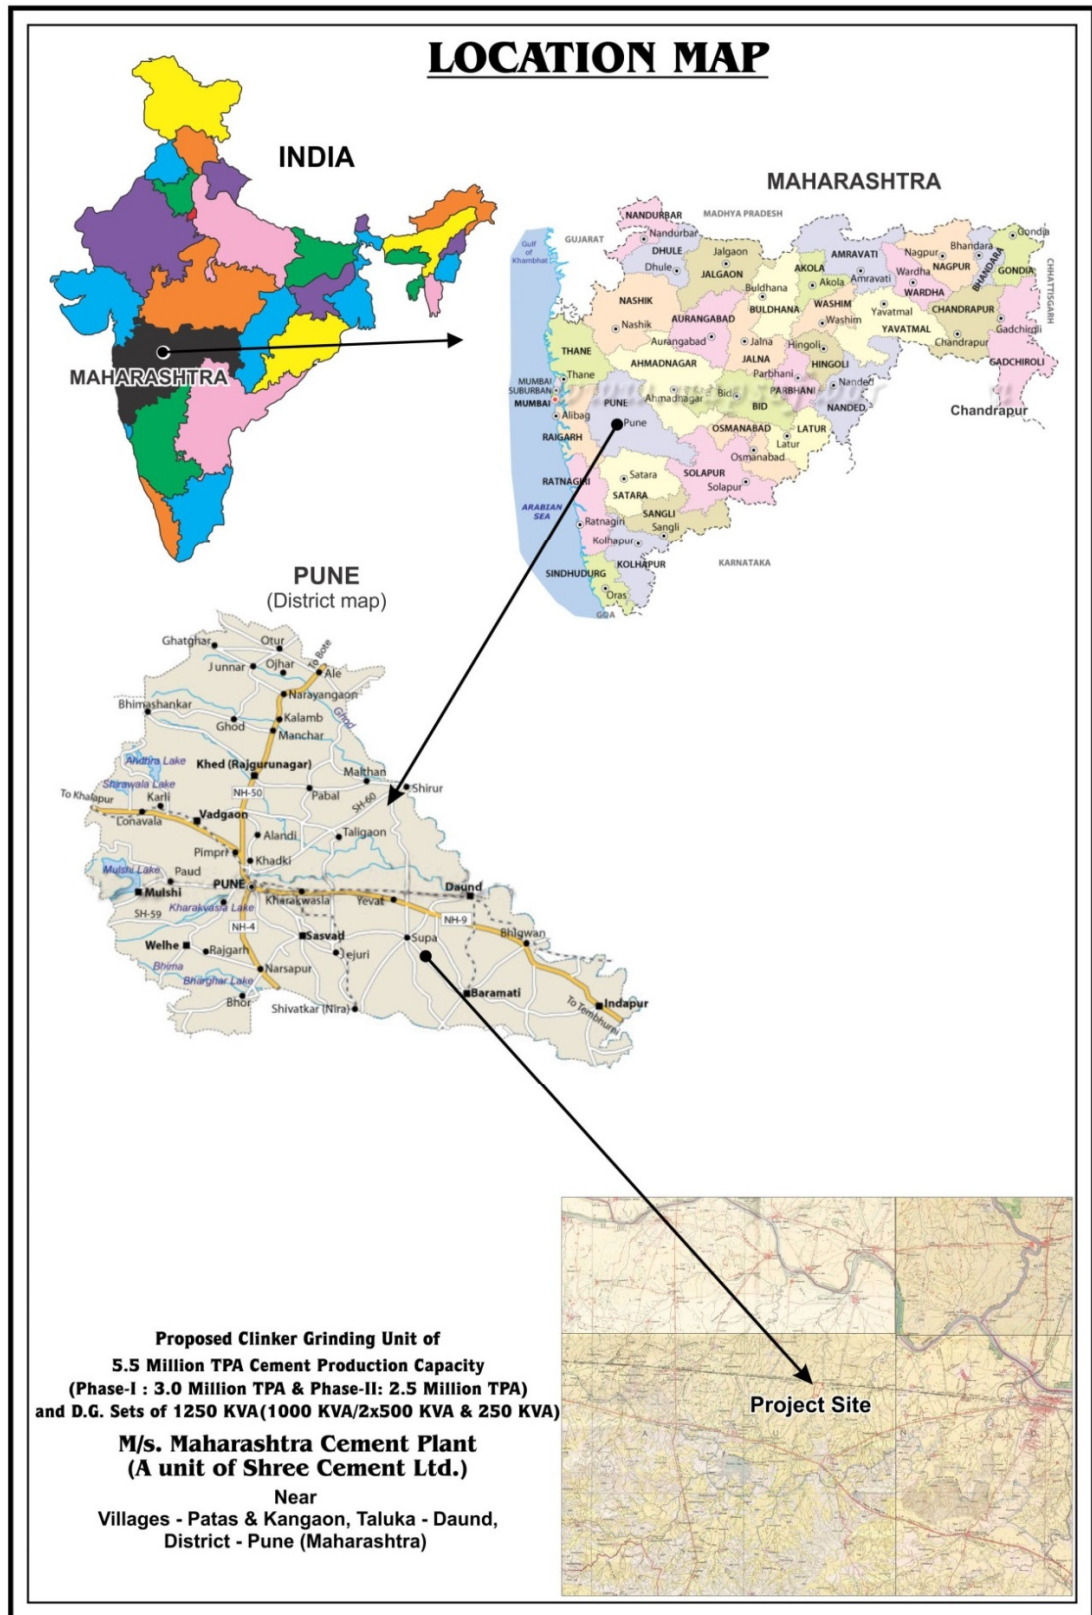 LOCATION MAP
INDIA
MAHARASHTRA
MAHARASHTRA
NANDURBAR
MADHYA PRADESH
Nandurbar
GUJARAT
Gulf
of
Khambhat
DHULE
Dhule
Jalgaon
JALGAON
AKOLA
Akola
AMRAVATI
Amravati
Nagpur
NAGPUR
Bhandara
BHANDARA
Gondia
GONDIA
CHHATTISGARH
Wardha
WARDHA
Buldhana
BULDHANA
WASHIM
Washim
Yavatmal
YAVATMAL
CHANDRAPUR
Chandrapur
Gadchiroli
GADCHIROLI
NASHIK
Nashik
AURANGABAD
Aurangabad
Jalna
JALNA
Hingoli
HINGOLI
THANE
Thane
AHMADNAGAR
Ahmadnagar
Parbhani
PARBHANI
Nanded
NANDED
MUMBAI
SUBURBAN
MUMBAI
Alibag
PUNE
Pune
Bid
BID
Chandrapur
RAIGARH
OSMANABAD
Osmanabad
LATUR
Latur
RATNAGIRI
Satara
SATARA
SOLAPUR
Solapur
ARABIAN
SEA
SANGLI
Sangli
Ratnagiri
Kolhapur
KOLHAPUR
KARNATAKA
SINDHUDURG
Oras
GOA
PUNE
(District map)
Ghatghar
Otur
Junnar
Ojhar
To Bote
Ale
Narayangaon
Bhimashankar
Ghod
Kalamb
Ghod
Manchar
Andhra Lake
Khed (Rajgurunagar)
Malthan
Shirur
Shirawala Lake
To Khalapur
Karli
NH-50
Pabal
SH-60
Lonavala
Vadgaon
Alandi
Taligaon
Pimpri
Khadki
Mulshi Lake
Paud
PUNE
Daund
Mulshi
Kharakwasla
Yevat
Kharakvasla Lake
SH-59
NH-4
NH-9
Sasvad
Supa
Bhigwan
Welhe
Rajgarh
Jejuri
Bhima
Narsapur
Bharghar Lake
Baramati
Bhor
Shivatkar (Nira)
Indapur
To Tembhurni
Project Site
Proposed Clinker Grinding Unit of
5.5 Million TPA Cement Production Capacity
(Phase-I : 3.0 Million TPA & Phase-II: 2.5 Million TPA)
and D.G. Sets of 1250 KVA(1000 KVA/2x500 KVA & 250 KVA)
M/s. Maharashtra Cement Plant
(A unit of Shree Cement Ltd.)
Near
Villages - Patas & Kangaon, Taluka - Daund,
District - Pune (Maharashtra)